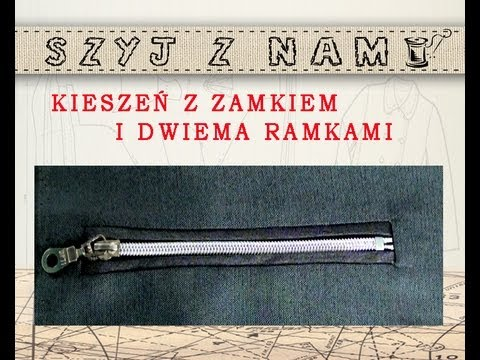 SZYJ Z NAMI
KIESZEŃ Z ZAMKIEM
I DWIEMA RAMKAMI